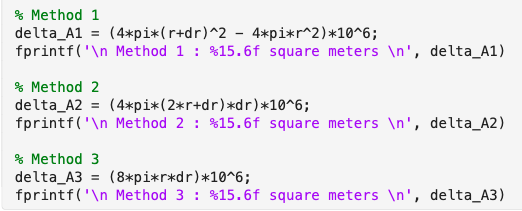 % Method 1
delta_A1 = (4*pi*(r+dr)^2 - 4*pi*r^2)*10^6;
fprintf('\n Method 1 : %15.6f square meters \n', delta_A1)
% Method 2
delta_A2 = (4*pi*(2*r+dr)*dr)*10^6;
fprintf('\n Method 2 : %15.6f square meters \n', delta_A2)
% Method 3
delta_A3 = (8*pi*r*dr)*10^6;
fprintf('\n Method 3 : %15.6f square meters \n', delta_A3)